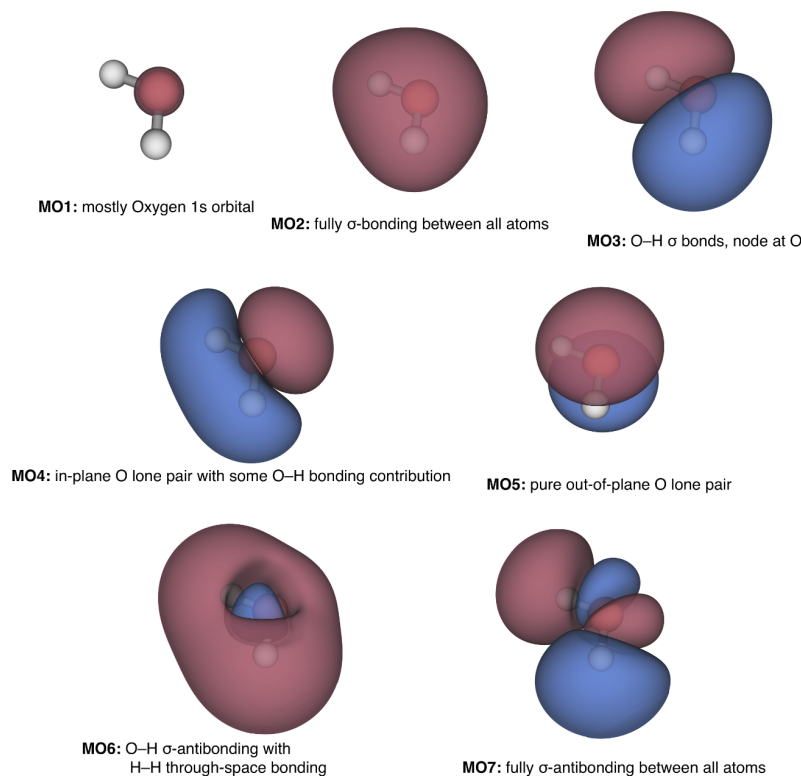 MO1: mostly Oxygen 1s orbital
MO2: fully σ-bonding between all atoms
MO3: O–H σ bonds, node at O
MO4: in-plane O lone pair with some O–H bonding contribution
MO5: pure out-of-plane O lone pair
MO6: O–H σ-antibonding with
H–H through-space bonding
MO7: fully σ-antibonding between all atoms